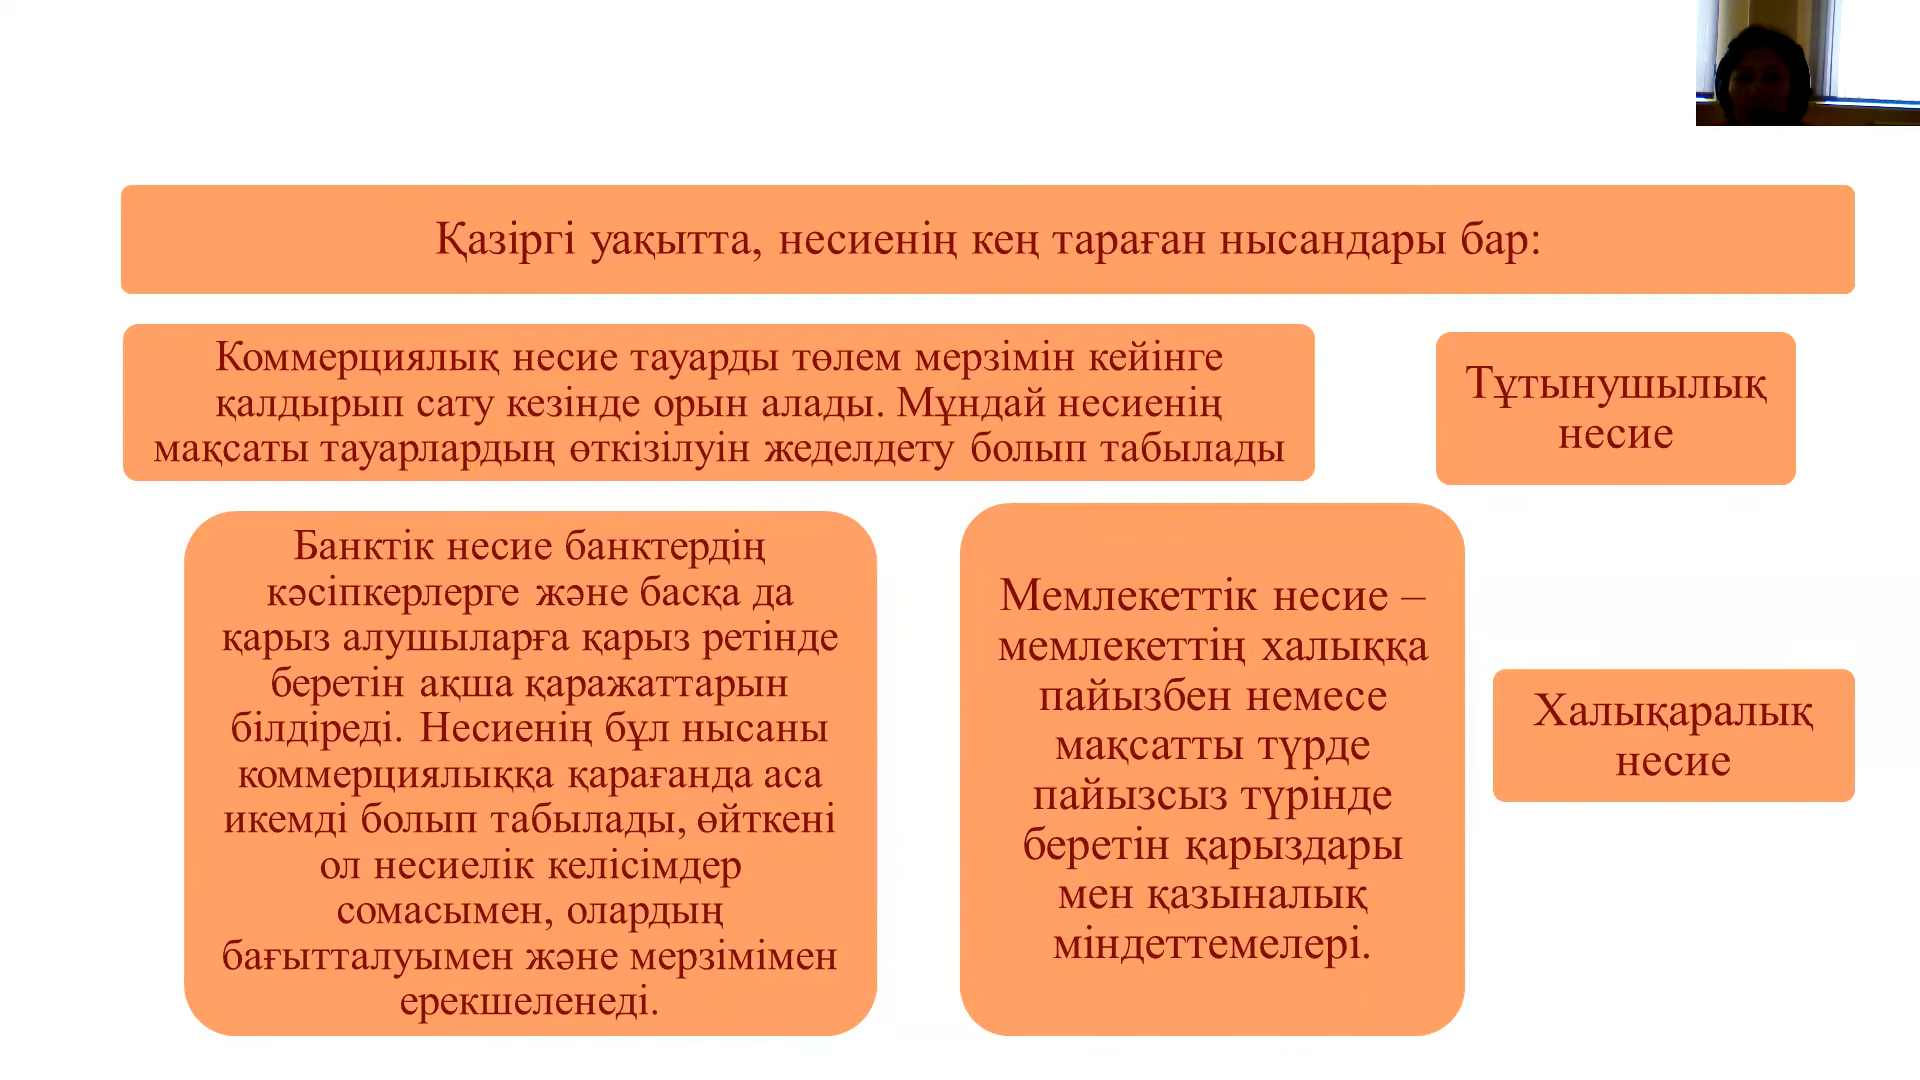 Қазіргі уақытта, несиенің кең тараған нысандары бар:
Коммерциялық несие тауарды төлем мерзімін кейінге
қалдырып сату кезінде орын алады. Мұндай несиенің
мақсаты тауарлардың өткізілуін жеделдету болып табылады
Тұтынушылық
несие
Банктік несие банктердің
кәсіпкерлерге және басқа да
қарыз алушыларға қарыз ретінде
беретін ақша қаражаттарын
білдіреді. Несиенің бұл нысаны
коммерциялыққа қарағанда аса
икемді болып табылады, өйткені
ол несиелік келісімдер
сомасымен, олардың
бағытталуымен және мерзімімен
ерекшеленеді.
Мемлекеттік несие –
мемлекеттің халыққа
пайызбен немесе
мақсатты түрде
пайызсыз түрінде
беретін қарыздары
мен қазыналық
міндеттемелері.
Халықаралық
несие